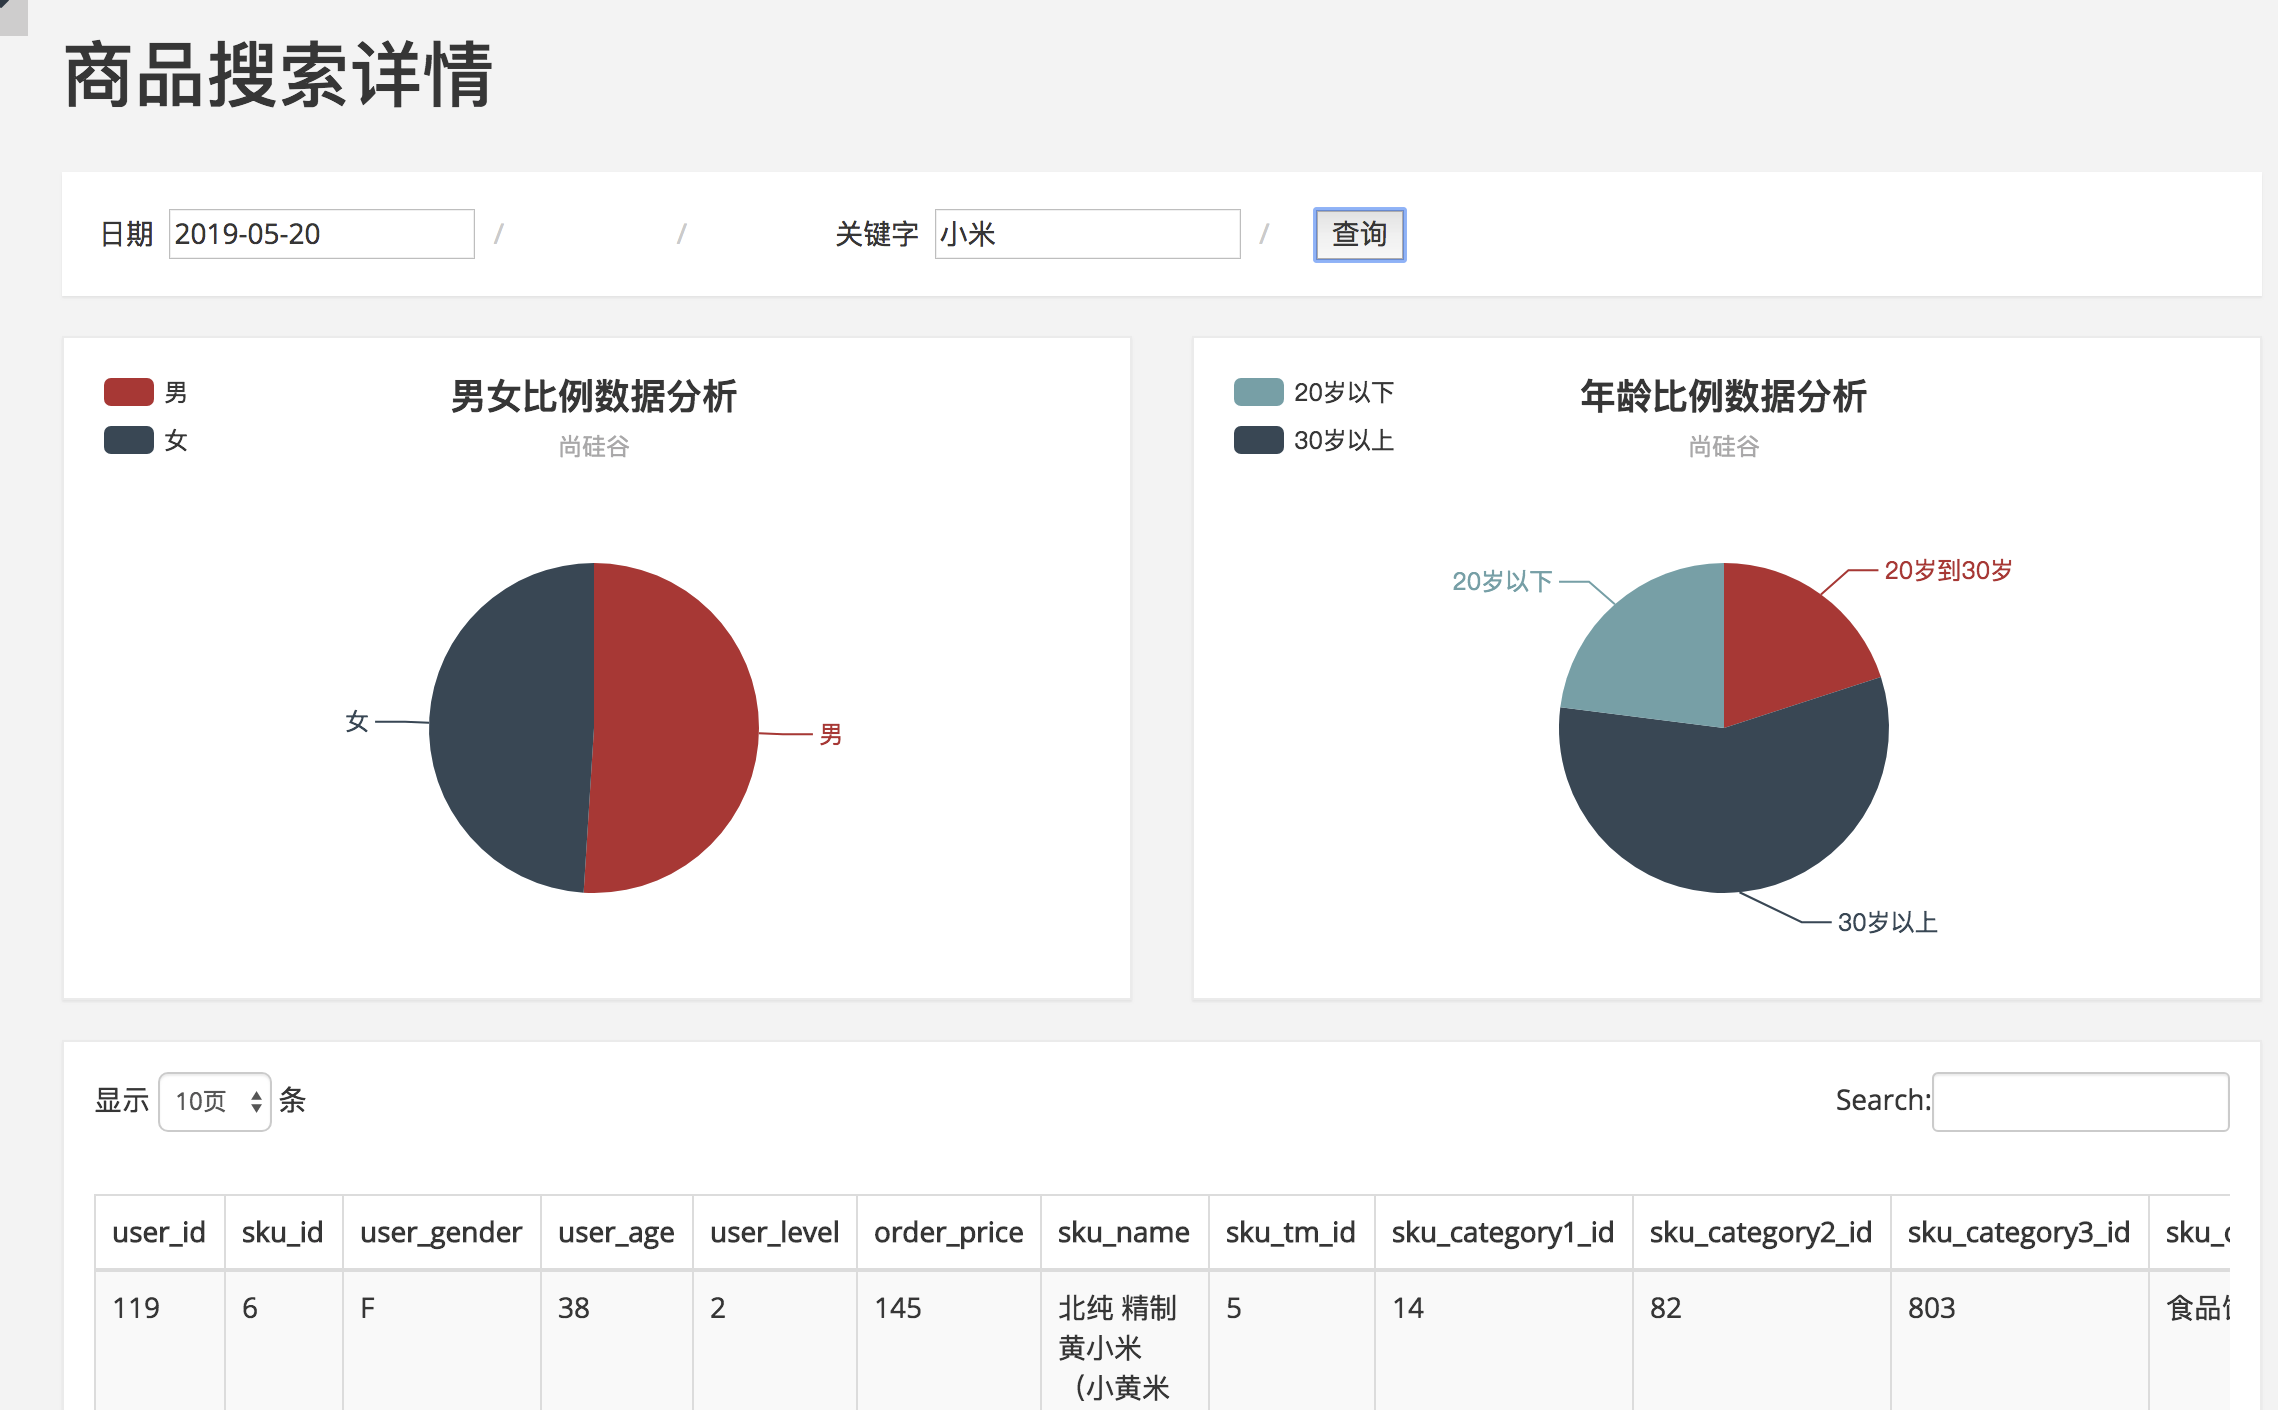 商品搜索详情
日期 2019-05-20 / / 关键字 小米 / 查询
男
女
男女比例数据分析
尚硅谷
女
男
20岁以下
30岁以上
年龄比例数据分析
尚硅谷
20岁以下
20岁到30岁
30岁以上
显示 10页 条
Search:
user_id sku_id user_gender user_age user_level order_price sku_name sku_tm_id sku_category1_id sku_category2_id sku_category3_id sku_
119 6 F 38 2 145 北纯 精制 5 14 82 803 食品
黄小米
（小黄米